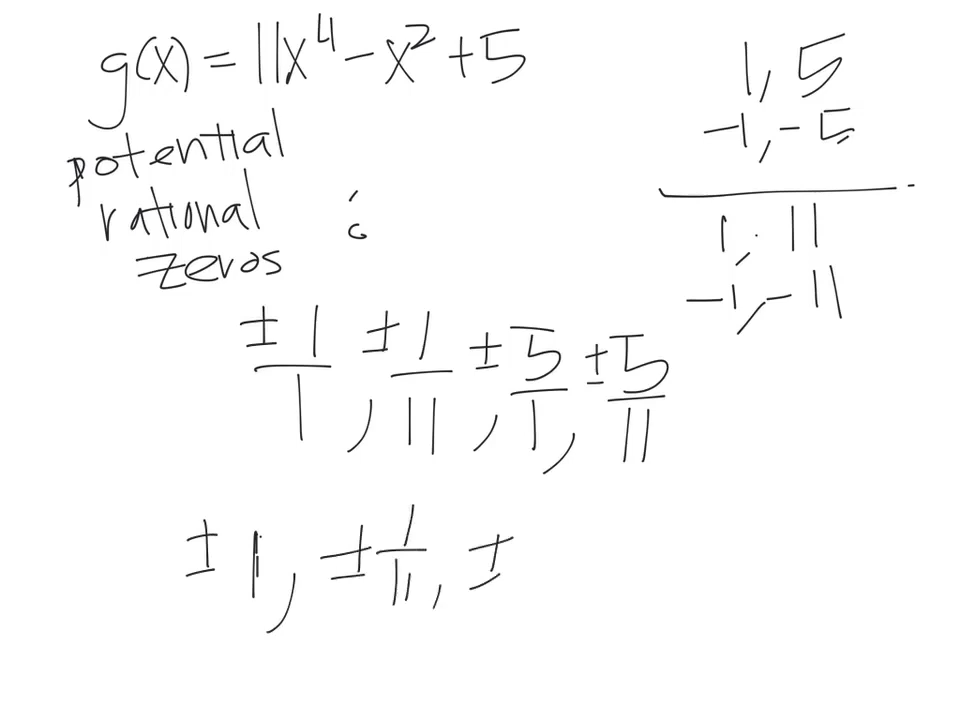 g(x) = 11x⁴ - x² + 5
potential
rational :
zeros
1, 5
-1, -5
1, 11
-1, -11
±1/1, ±1/11, ±5/1, ±5/11
±1, ±1/11, ±